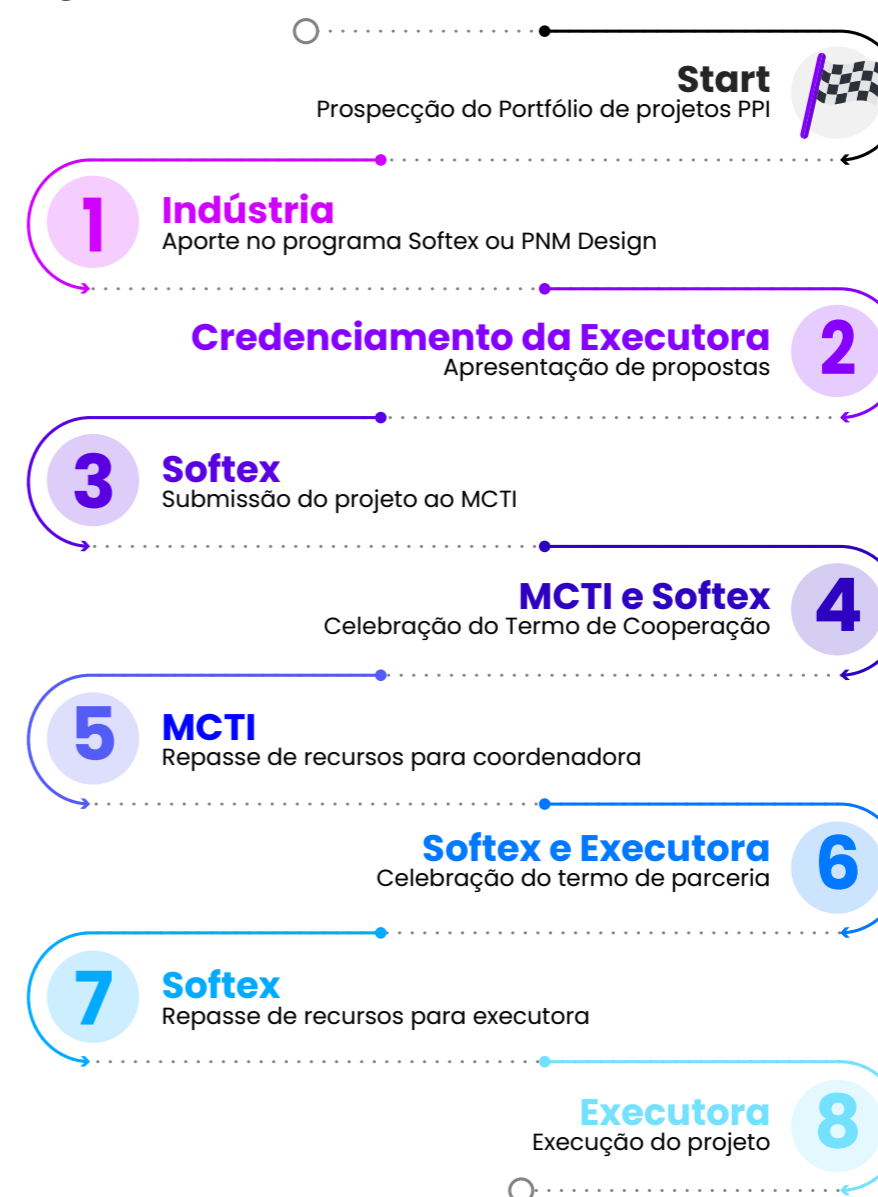 Start
Prospecção do Portfólio de projetos PPI
1
Indústria
Aporte no programa Softex ou PNM Design
Credenciamento da Executora
Apresentação de propostas
2
3
Softex
Submissão do projeto ao MCTI
MCTI e Softex
Celebração do Termo de Cooperação
4
5
MCTI
Repasse de recursos para coordenadora
Softex e Executora
Celebração do termo de parceria
6
7
Softex
Repasse de recursos para executora
Executora
Execução do projeto
8